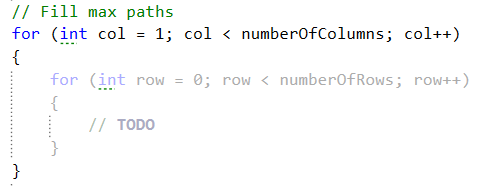 // Fill max paths
for (int col = 1; col < numberOfColumns; col++)
{
for (int row = 0; row < numberOfRows; row++)
{
// TODO
}
}